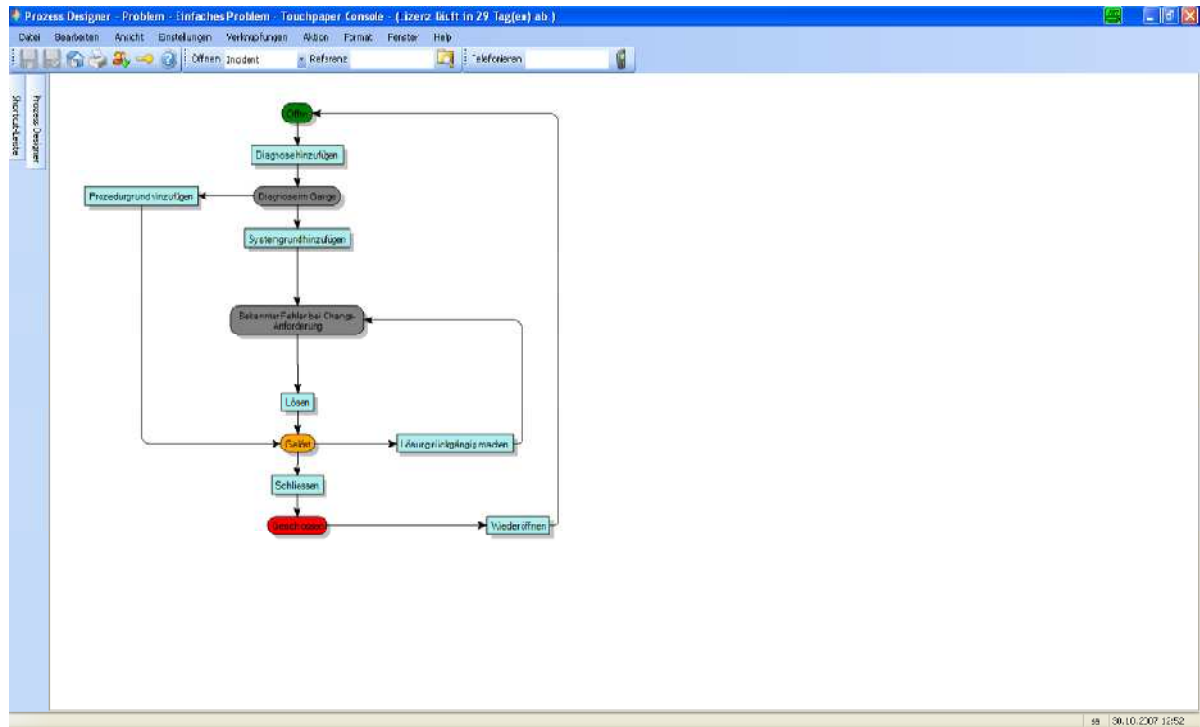 Prozess Designer - Problem - Einfaches Problem - Touchpaper Console - (Lizenz läuft in 29 Tag(en) ab )
Datei Bearbeiten Ansicht Einstellungen Verknüpfungen Aktion Format Fenster Help
Öffnen Incident Referenz Telefonieren
Shortcut-Leiste
Prozess Designer
Offen
Diagnose hinzufügen
Prozedurgrund hinzufügen
Diagnose im Gange
Systemgrund hinzufügen
Bekannter Fehler bei Change-
Anforderung
Lösen
Gelöst
Lösung rückgängig machen
Schliessen
Geschlossen
Wiederöffnen
sa 30.10.2007 12:52